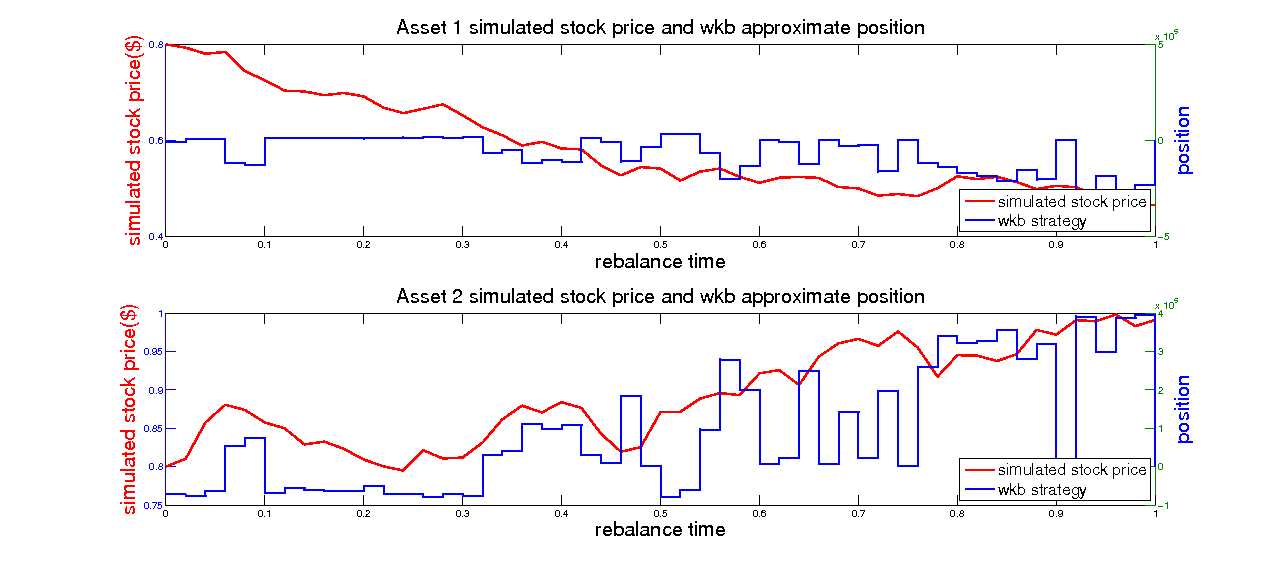 Asset 1 simulated stock price and wkb approximate position
simulated stock price($)
0.8
0.6
0.4
x 10
5
0
-5
position
0 0.1 0.2 0.3 0.4 0.5 0.6 0.7 0.8 0.9 1
rebalance time
simulated stock price
wkb strategy
Asset 2 simulated stock price and wkb approximate position
simulated stock price($)
1
0.95
0.9
0.85
0.8
0.75
x 10
4
3
2
1
0
-1
position
0 0.1 0.2 0.3 0.4 0.5 0.6 0.7 0.8 0.9 1
rebalance time
simulated stock price
wkb strategy